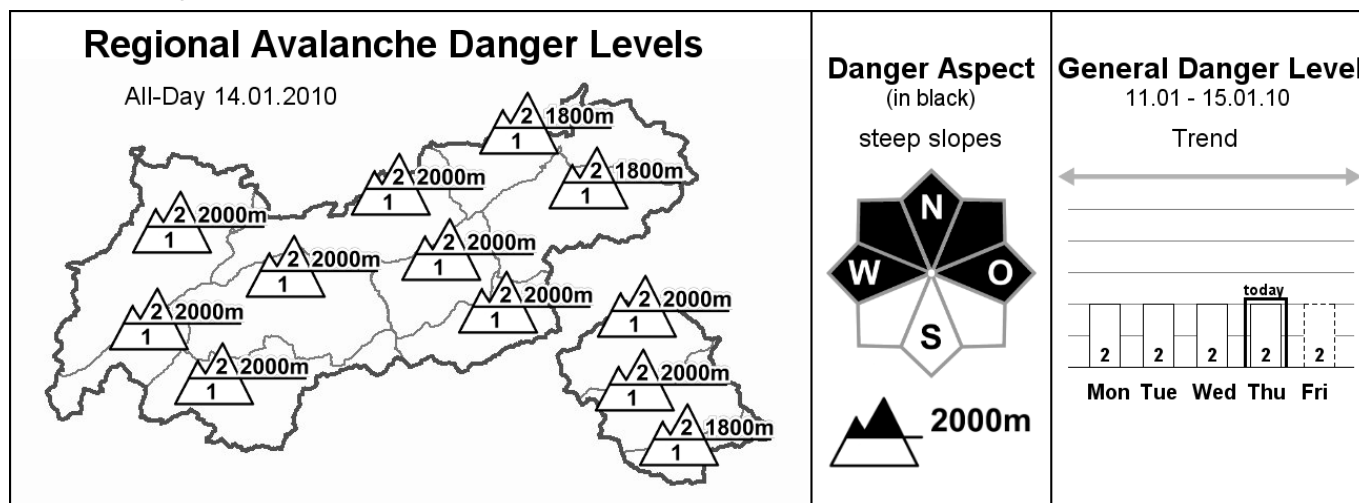 Regional Avalanche Danger Levels
All-Day 14.01.2010
2 1800m
1
2 1800m
1
2 2000m
1
2 2000m
1
2 2000m
1
2 2000m
1
2 2000m
1
2 2000m
1
2 2000m
1
2 2000m
1
2 2000m
1
2 1800m
1
Danger Aspect
(in black)
steep slopes
N
W O
S
2000m
General Danger Level
11.01 - 15.01.10
Trend
today
2 2 2 2 2
Mon Tue Wed Thu Fri